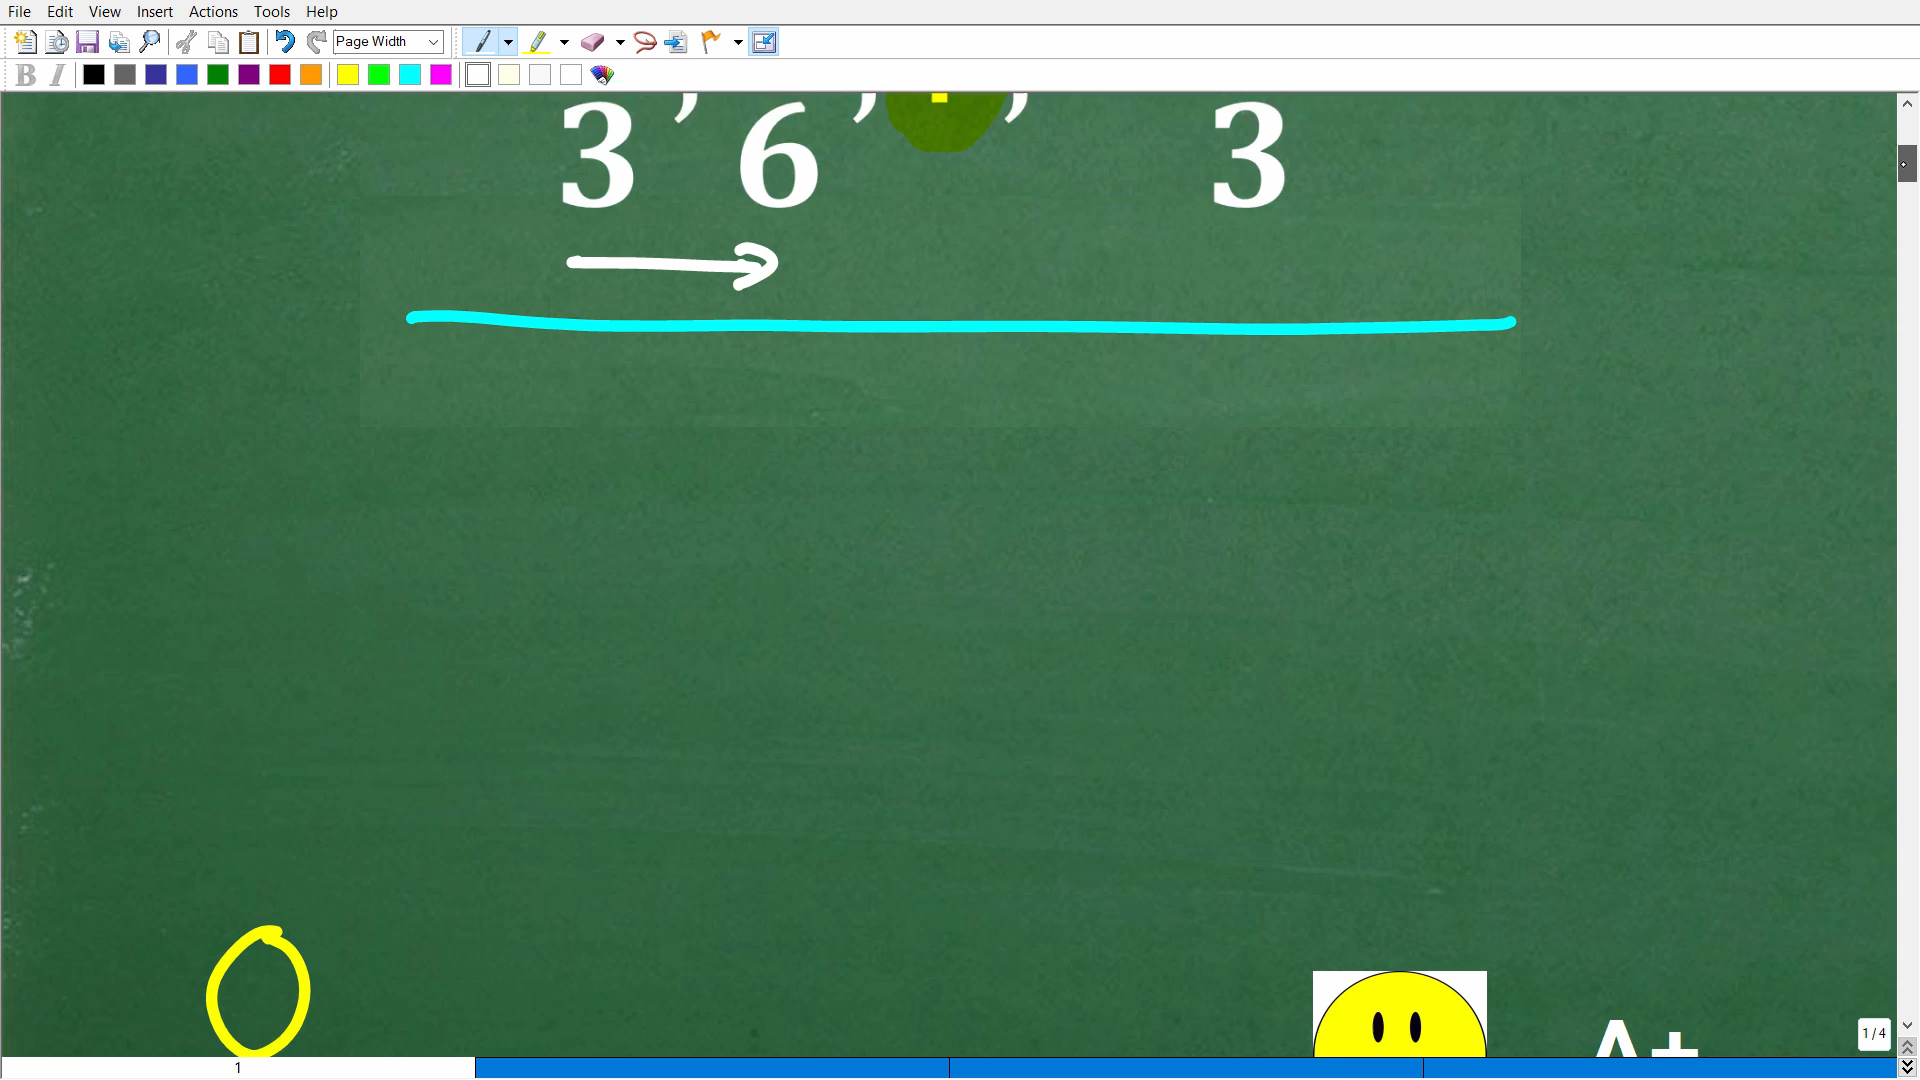 File Edit View Insert Actions Tools Help
Page Width
B I
3 , 6 , , 3
A+
1 / 4
1